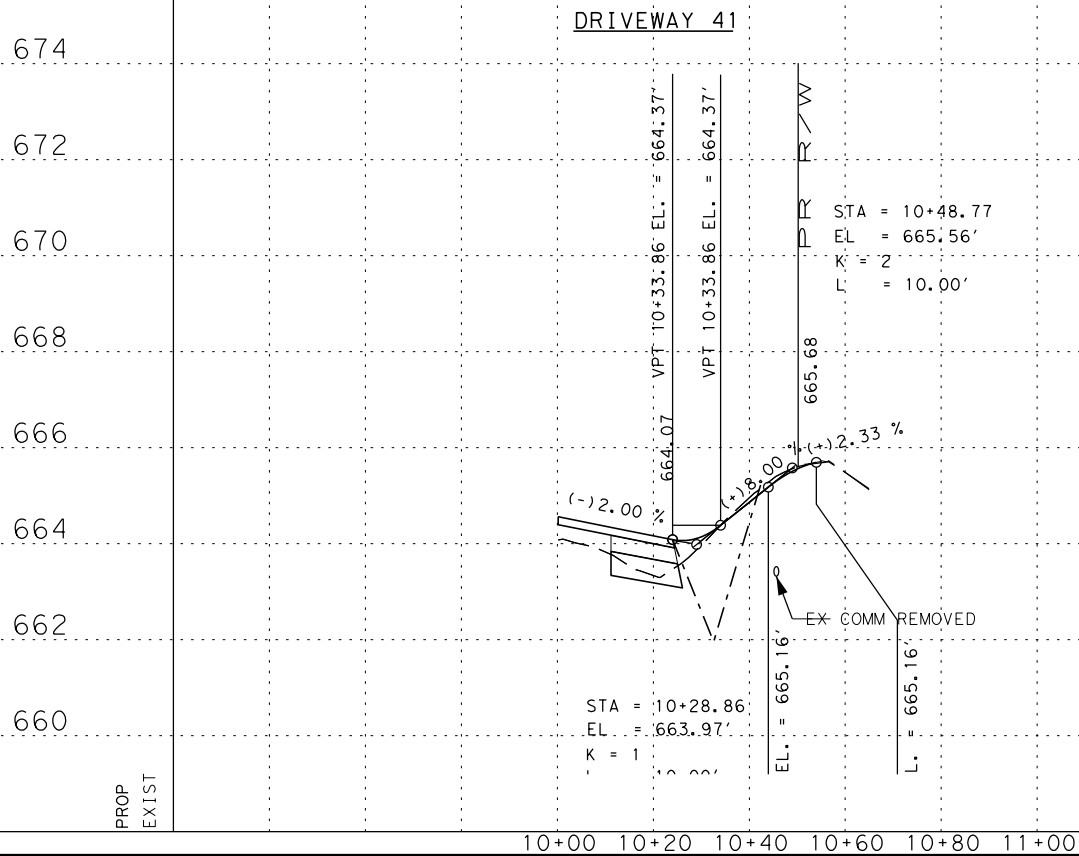 DRIVEWAY 41
674
672
670
668
666
664
662
660
VPT 10+33.86 EL. = 664.37'
VPT 10+33.86 EL. = 664.37'
PR R/W
STA = 10+48.77
EL = 665.56'
K = 2
L = 10.00'
664.07
665.68
(-)2.00 %
(+)8.00 %
(+)2.33 %
EX COMM REMOVED
STA = 10+28.86
EL = 663.97'
K = 1
EL. = 665.16'
L. = 665.16'
PROP
EXIST
10+00 10+20 10+40 10+60 10+80 11+00